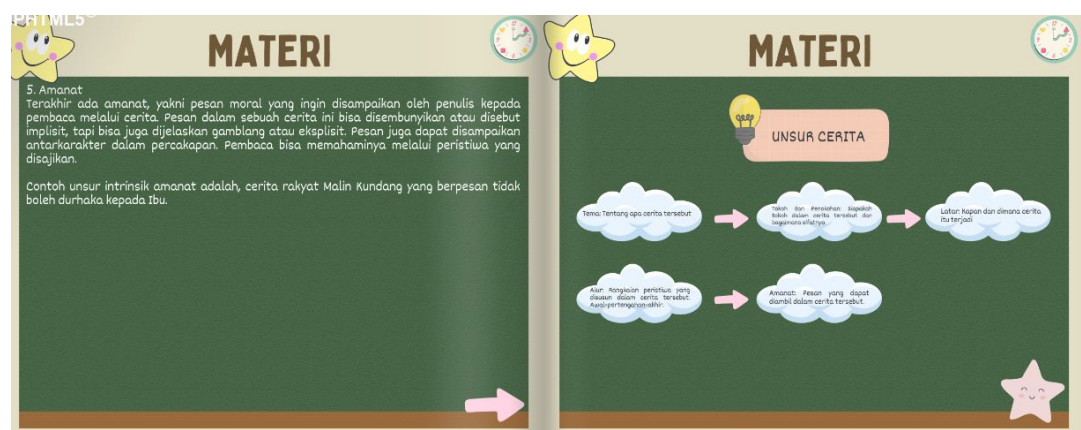 PHTML5
MATERI
5. Amanat
Terakhir ada amanat, yakni pesan moral yang ingin disampaikan oleh penulis kepada
pembaca melalui cerita. Pesan dalam sebuah cerita ini bisa disembunyikan atau disebut
implisit, tapi bisa juga dijelaskan gamblang atau eksplisit. Pesan juga dapat disampaikan
antarkarakter dalam percakapan. Pembaca bisa memahaminya melalui peristiwa yang
disajikan.
Contoh unsur intrinsik amanat adalah, cerita rakyat Malin Kundang yang berpesan tidak
boleh durhaka kepada Ibu.
MATERI
UNSUR CERITA
Tema: Tentang apa cerita tersebut
Tokoh dan Penokohan: Siapakah
tokoh dalam cerita tersebut dan
bagaimana sifatnya
Latar: Kapan dan dimana cerita
itu terjadi
Alur: Rangkaian peristiwa yang
disusun dalam cerita tersebut.
Awal-pertengahan-akhir.
Amanat: Pesan yang dapat
diambil dalam cerita tersebut.